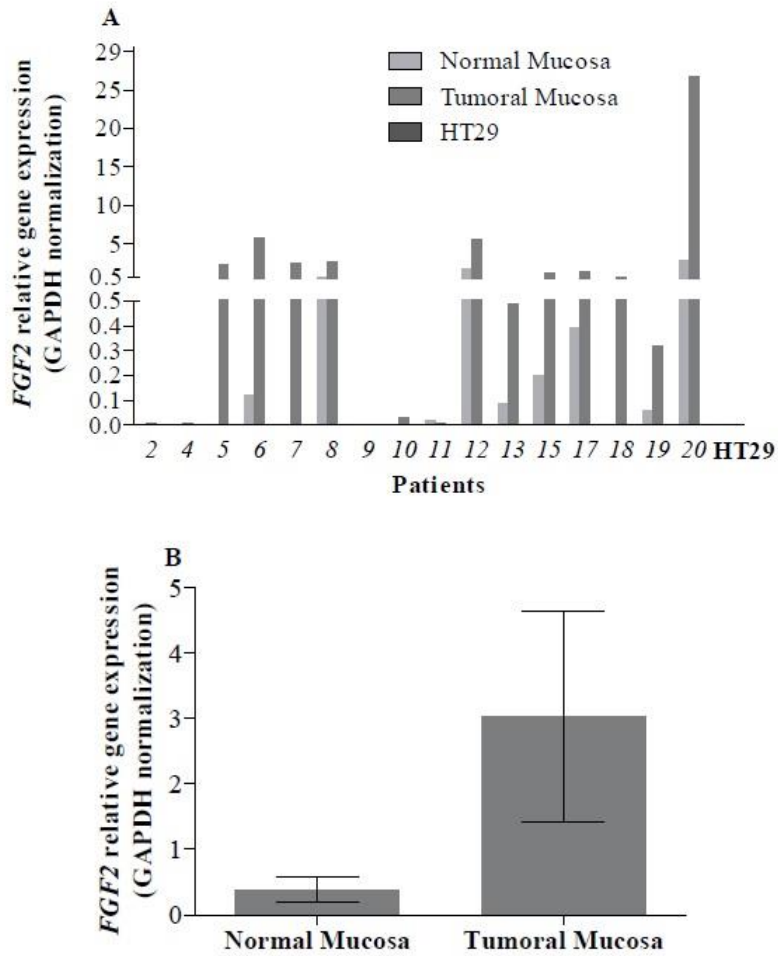 A
FGF2 relative gene expression
(GAPDH normalization)
29
25
20
15
10
5
0.5
0.5
0.4
0.3
0.2
0.1
0.0
Normal Mucosa
Tumoral Mucosa
HT29
2 4 5 6 7 8 9 10 11 12 13 15 17 18 19 20 HT29
Patients
B
FGF2 relative gene expression
(GAPDH normalization)
5
4
3
2
1
0
Normal Mucosa Tumoral Mucosa